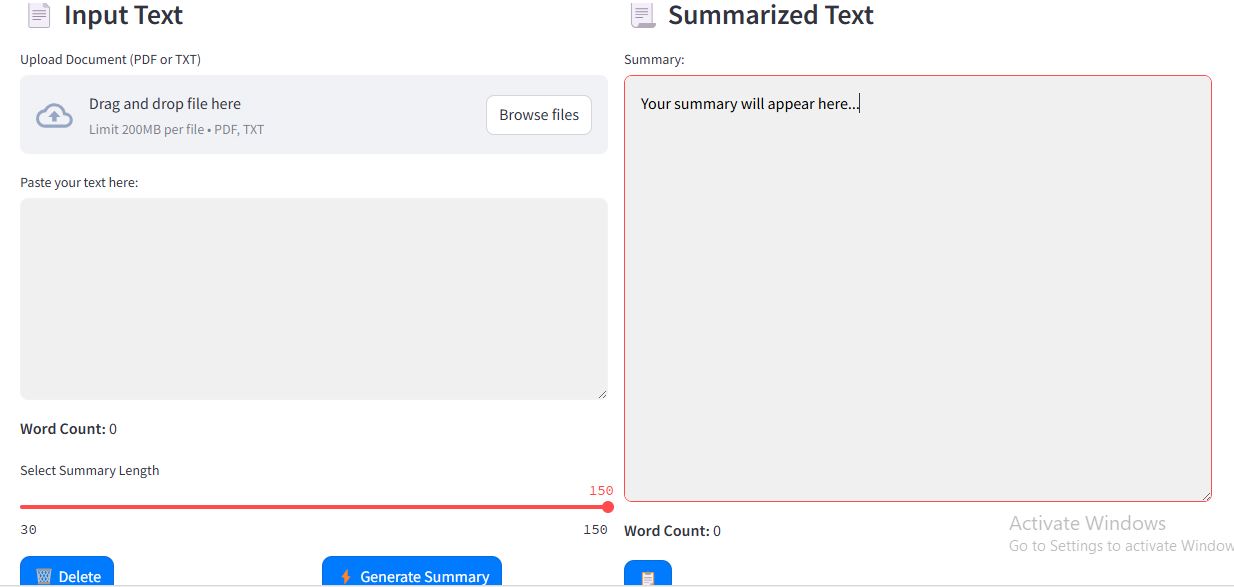 Input Text
Upload Document (PDF or TXT)
Drag and drop file here
Limit 200MB per file • PDF, TXT
Browse files
Paste your text here:
Word Count: 0
Select Summary Length
150
30
150
Delete
Generate Summary
Summarized Text
Summary:
Your summary will appear here...
Word Count: 0
Activate Windows
Go to Settings to activate Window